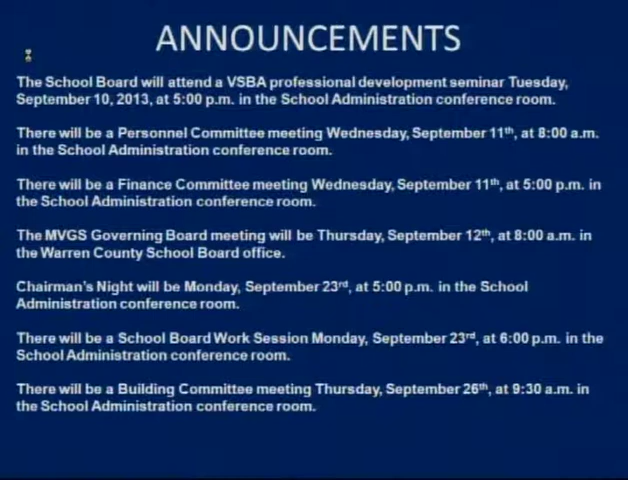 ANNOUNCEMENTS
The School Board will attend a VSBA professional development seminar Tuesday,
September 10, 2013, at 5:00 p.m. in the School Administration conference room.
There will be a Personnel Committee meeting Wednesday, September 11th, at 8:00 a.m.
in the School Administration conference room.
There will be a Finance Committee meeting Wednesday, September 11th, at 5:00 p.m. in
the School Administration conference room.
The MVGS Governing Board meeting will be Thursday, September 12th, at 8:00 a.m. in
the Warren County School Board office.
Chairman's Night will be Monday, September 23rd, at 5:00 p.m. in the School
Administration conference room.
There will be a School Board Work Session Monday, September 23rd, at 6:00 p.m. in the
School Administration conference room.
There will be a Building Committee meeting Thursday, September 26th, at 9:30 a.m. in
the School Administration conference room.